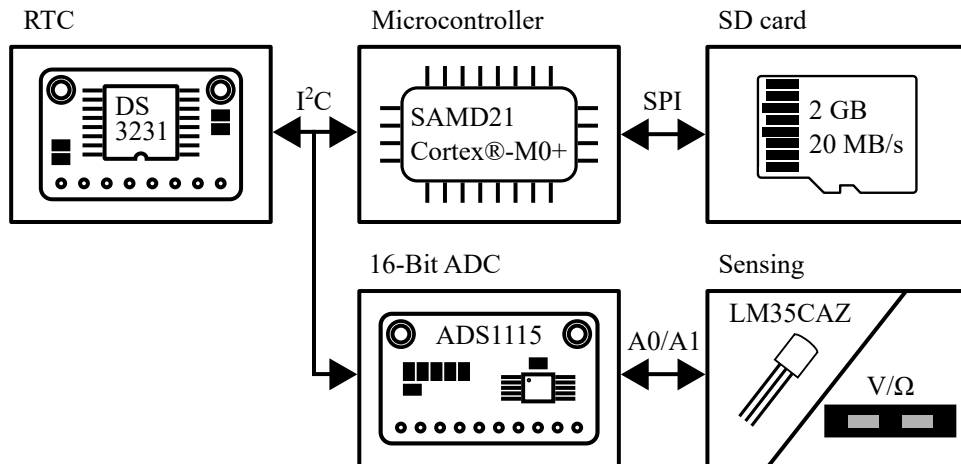 RTC
Microcontroller
SD card
DS
3231
I²C
SAMD21
Cortex®-M0+
SPI
2 GB
20 MB/s
16-Bit ADC
Sensing
ADS1115
A0/A1
LM35CAZ
V/Ω